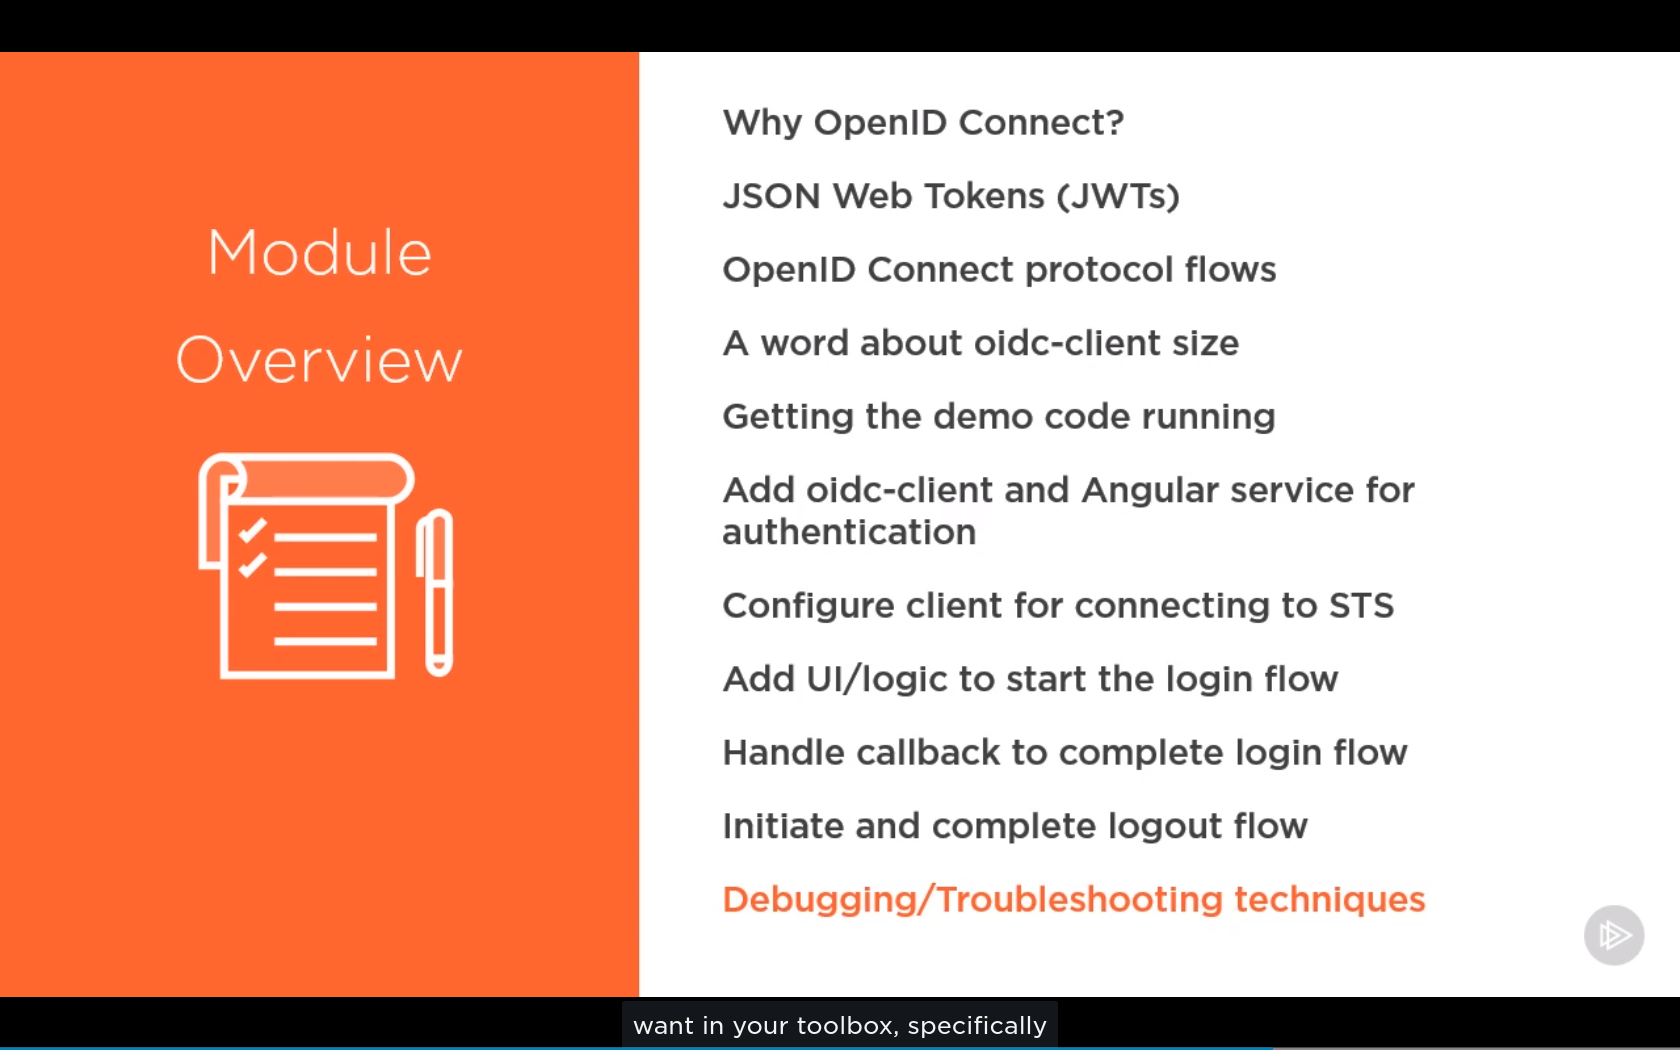 Module
Overview
Why OpenID Connect?
JSON Web Tokens (JWTs)
OpenID Connect protocol flows
A word about oidc-client size
Getting the demo code running
Add oidc-client and Angular service for
authentication
Configure client for connecting to STS
Add UI/logic to start the login flow
Handle callback to complete login flow
Initiate and complete logout flow
Debugging/Troubleshooting techniques
want in your toolbox, specifically